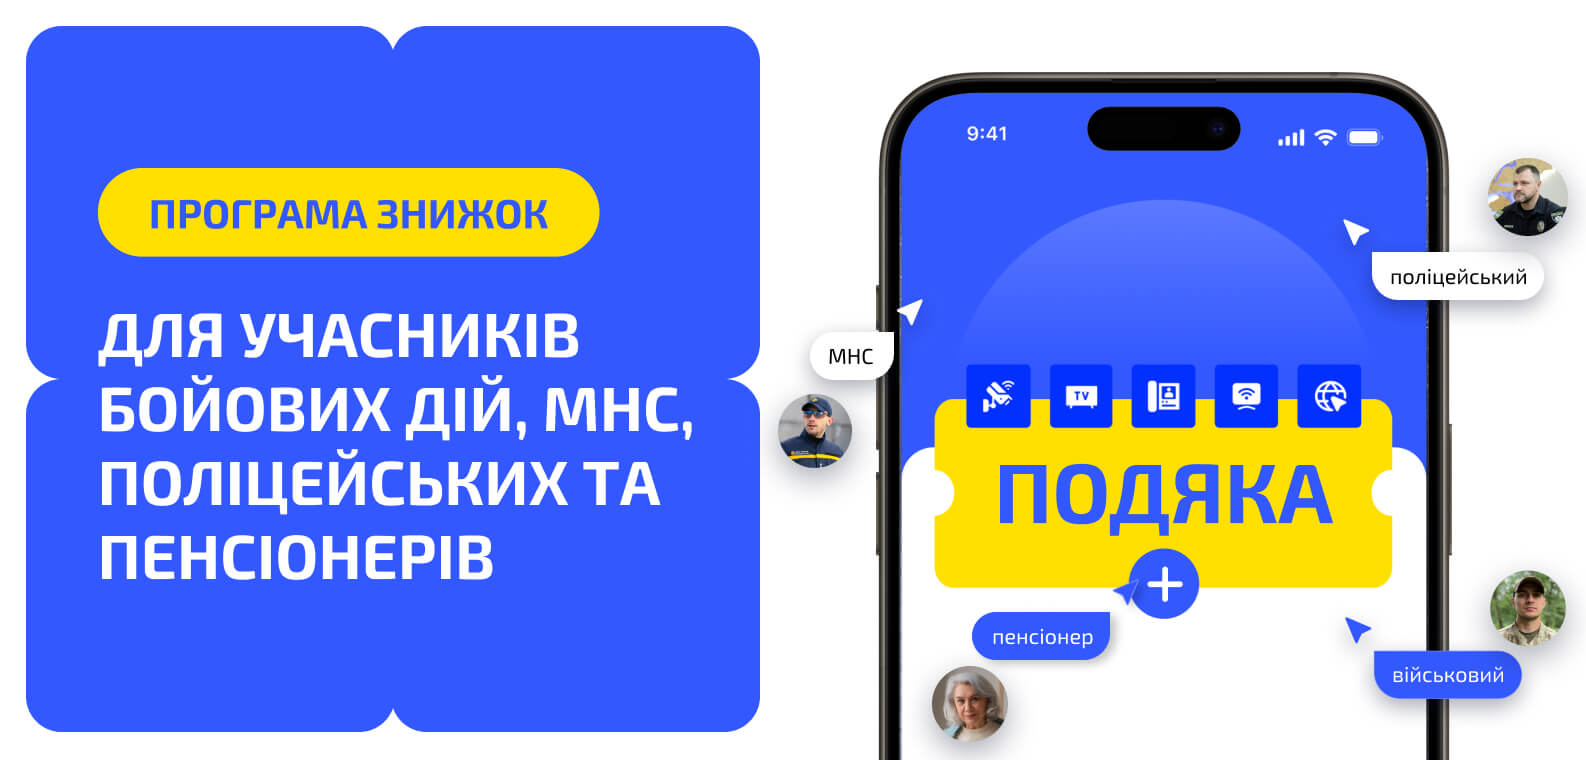 ПРОГРАМА ЗНИЖОК
ДЛЯ УЧАСНИКІВ
БОЙОВИХ ДІЙ, МНС,
ПОЛІЦЕЙСЬКИХ ТА
ПЕНСІОНЕРІВ
9:41
поліцейський
МНС
TV
ПОДЯКА
пенсіонер
військовий